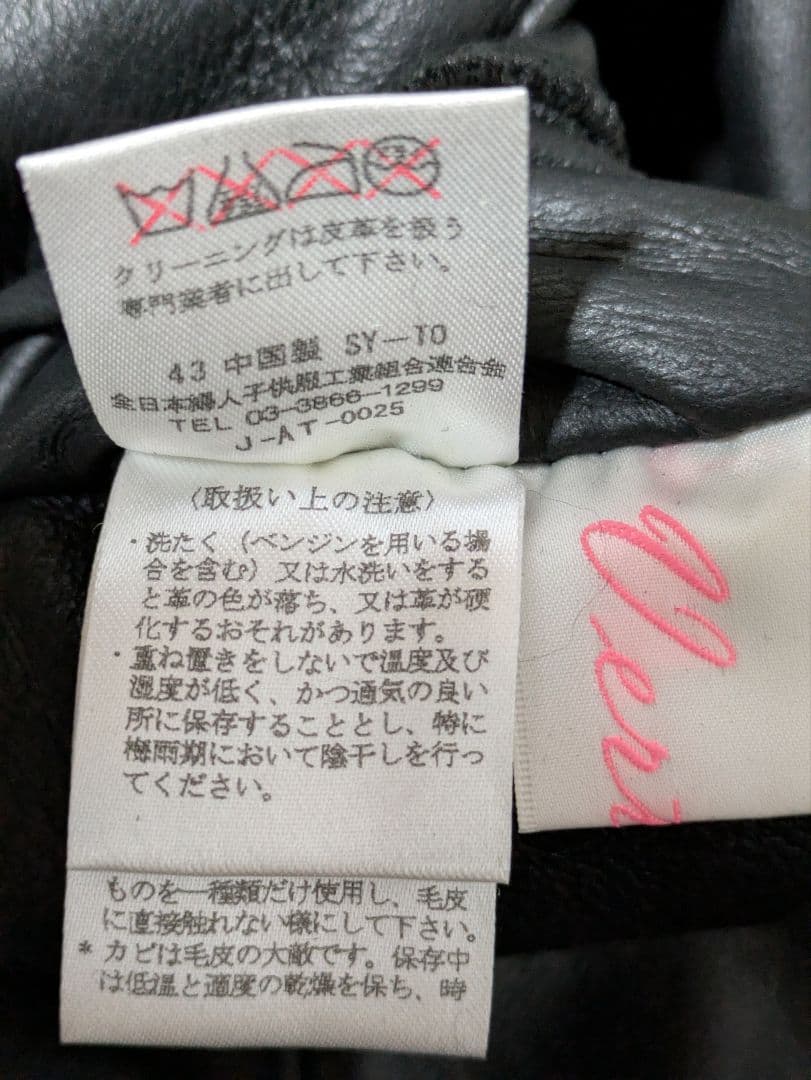 クリーニングは皮革を扱う
専門業者に出して下さい。
43 中国製 SY-TO
全日本婦人子供服工業組合連合会
TEL 03-3866-1299
J-AT-0025
〈取扱い上の注意〉
・洗たく（ベンジンを用いる場
合を含む）又は水洗いをする
と革の色が落ち、又は革が硬
化するおそれがあります。
・重ね置きをしないで温度及び
湿度が低く、かつ通気の良い
所に保存することとし、特に
梅雨期において陰干しを行っ
てください。
ものを一種類だけ使用し、毛皮
に直接触れない様にして下さい。
* カビは毛皮の大敵です。保存中
は低温と適度の乾燥を保ち、時